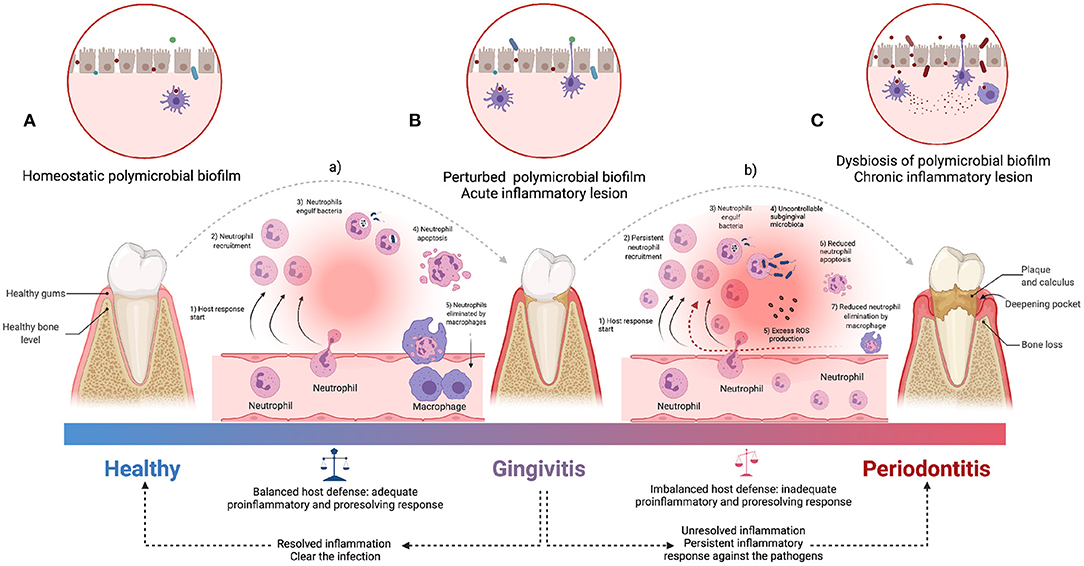 A
B
C
Homeostatic polymicrobial biofilm
a)
Perturbed polymicrobial biofilm
Acute inflammatory lesion
b)
Dysbiosis of polymicrobial biofilm
Chronic inflammatory lesion
Healthy gums
Healthy bone
level
1) Host response
start
2) Neutrophil
recruitment
3) Neutrophils
engulf bacteria
4) Neutrophil
apoptosis
5) Neutrophils
eliminated by
macrophages
Neutrophil
Neutrophil
Macrophage
1) Host response
start
2) Persistent
neutrophil
recruitment
3) Neutrophils
engulf bacteria
4) Uncontrollable
subgingival
microbiota
5) Excess ROS
production
6) Reduced
neutrophil
apoptosis
7) Reduced neutrophil
elimination by
macrophage
Neutrophil
Neutrophil
Neutrophil
Plaque
and calculus
Deepening pocket
Bone loss
Healthy
Gingivitis
Periodontitis
Balanced host defense: adequate
proinflammatory and proresolving response
Imbalanced host defense: inadequate
proinflammatory and proresolving response
Resolved inflammation
Clear the infection
Unresolved inflammation
Persistent inflammatory
response against the pathogens